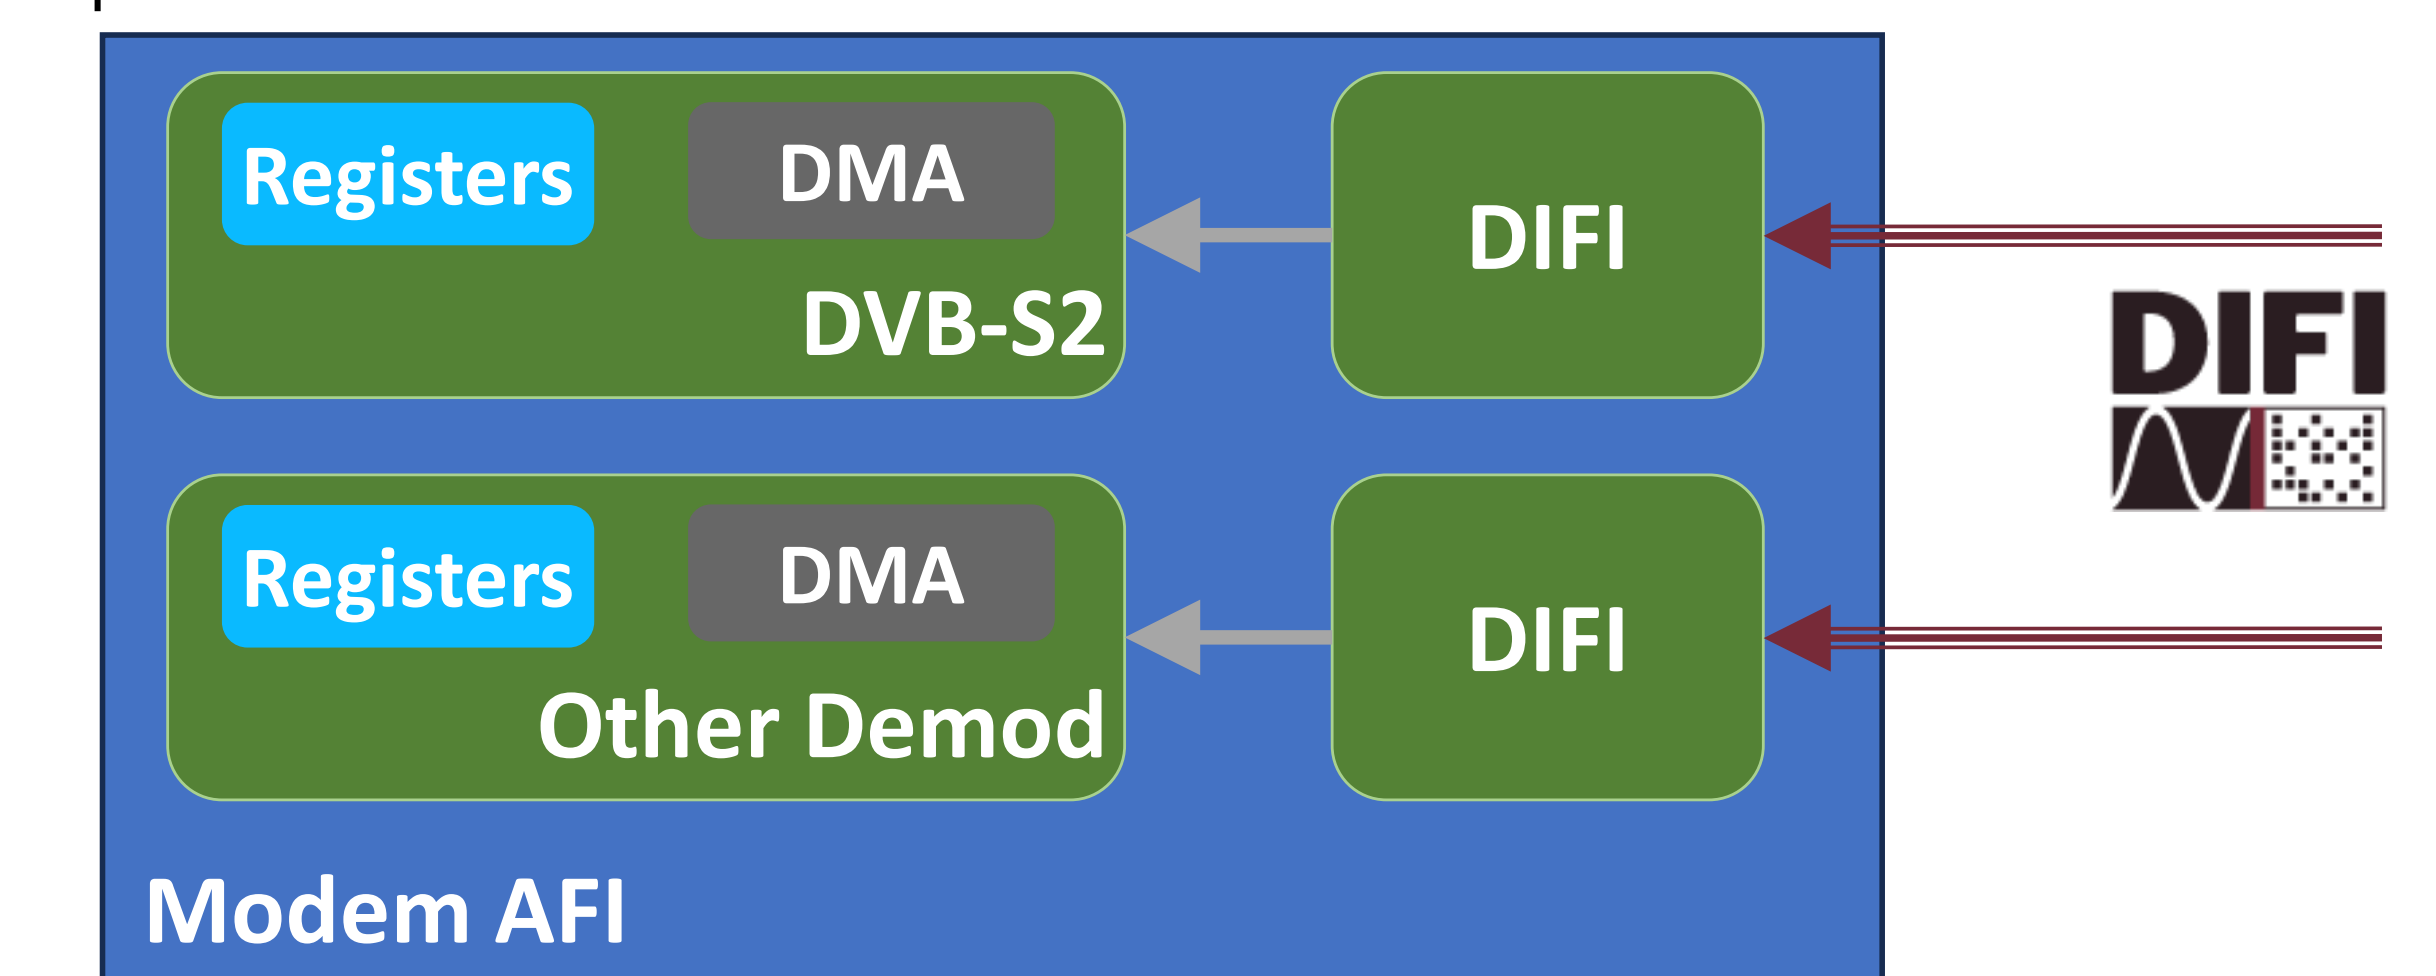 Registers
DMA
DIFI
DVB-S2
DIFI
Registers
DMA
DIFI
Other Demod
Modem AFI